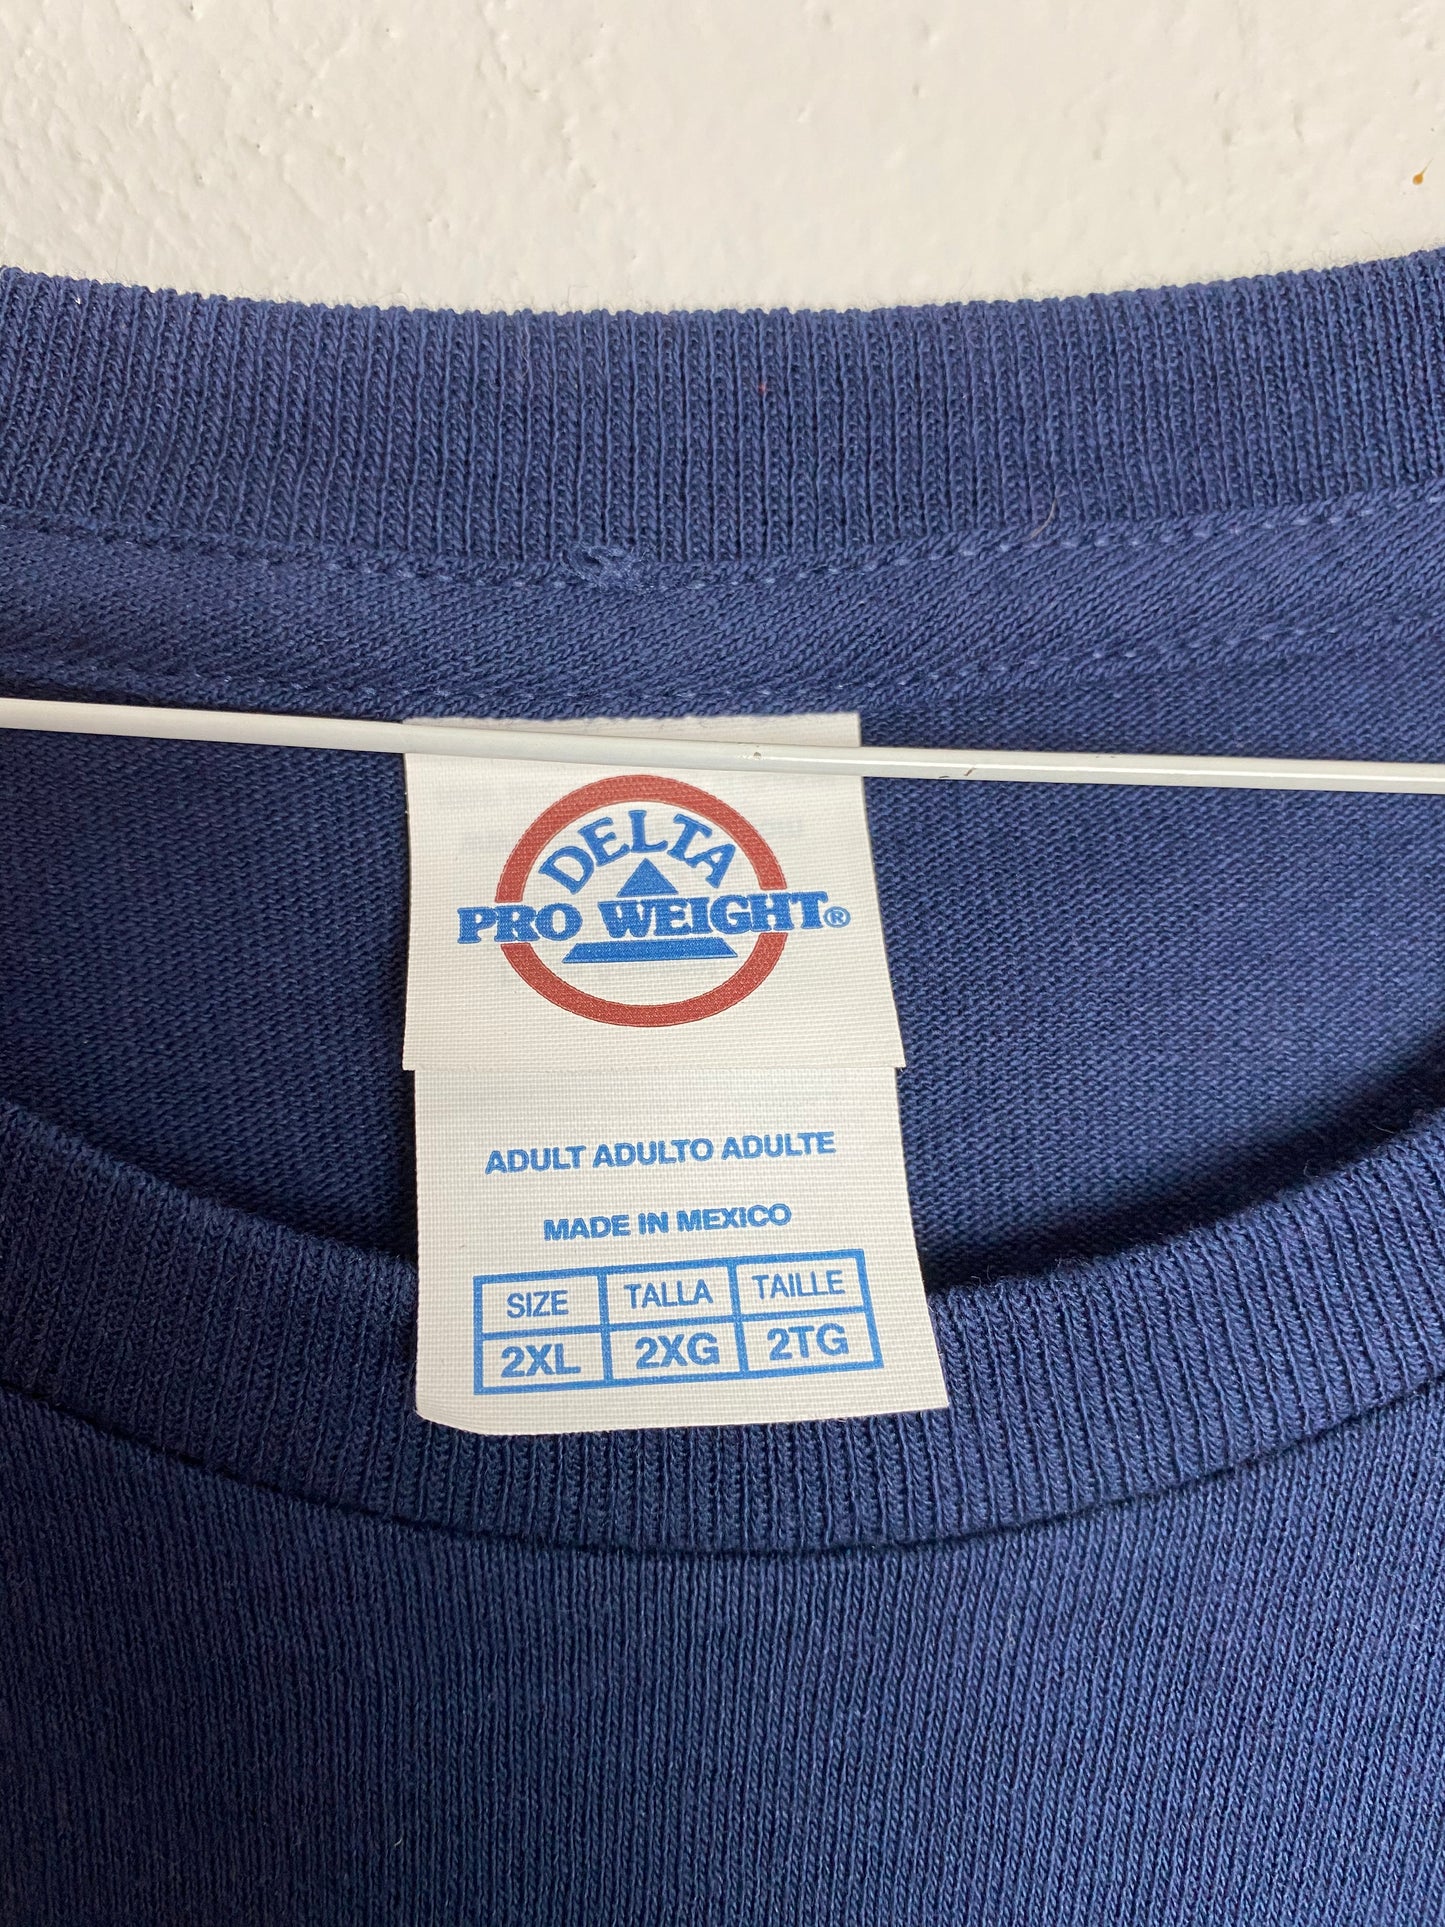 DELTA
PRO WEIGHT®
ADULT ADULTO ADULTE
MADE IN MEXICO
SIZE TALLA TAILLE
2XL 2XG 2TG